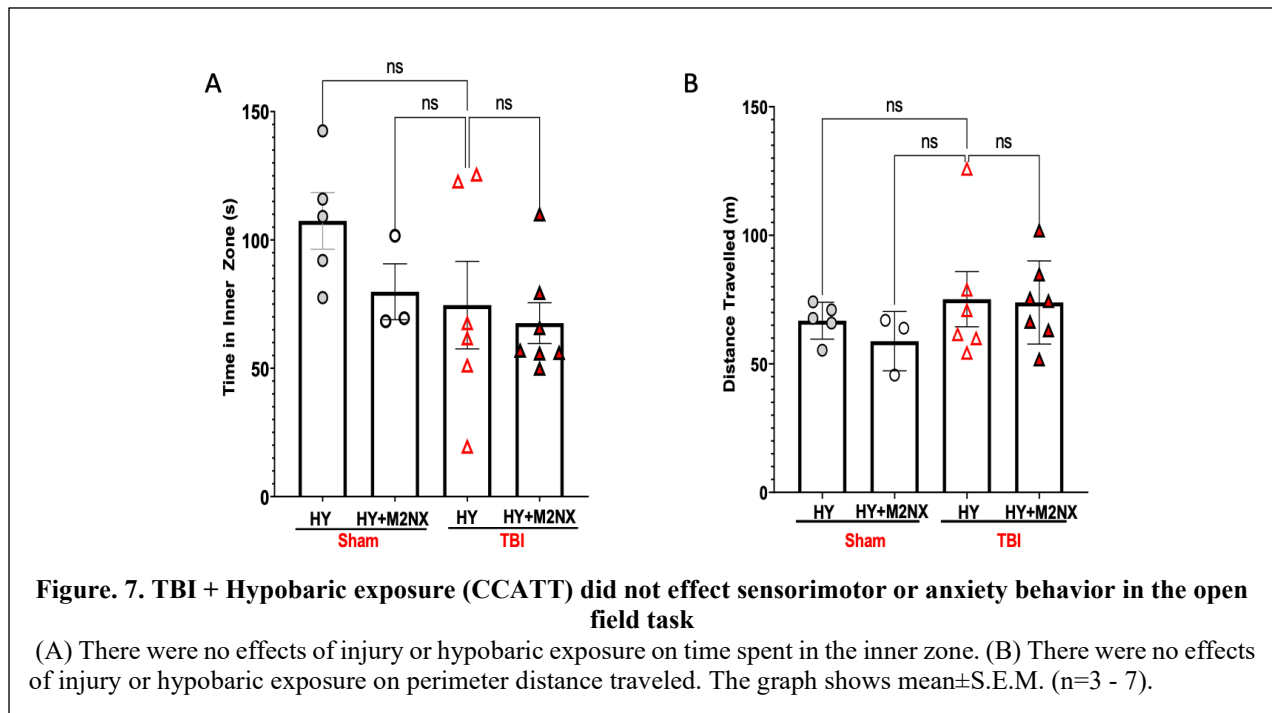 A
ns
ns
ns
150
100
50
0
Time in Inner Zone (s)
HY
HY+M2NX
HY
HY+M2NX
Sham
TBI
B
ns
ns
ns
150
100
50
0
Distance Travelled (m)
HY
HY+M2NX
HY
HY+M2NX
Sham
TBI
Figure. 7. TBI + Hypobaric exposure (CCATT) did not effect sensorimotor or anxiety behavior in the open
field task
(A) There were no effects of injury or hypobaric exposure on time spent in the inner zone. (B) There were no effects
of injury or hypobaric exposure on perimeter distance traveled. The graph shows mean±S.E.M. (n=3 - 7).